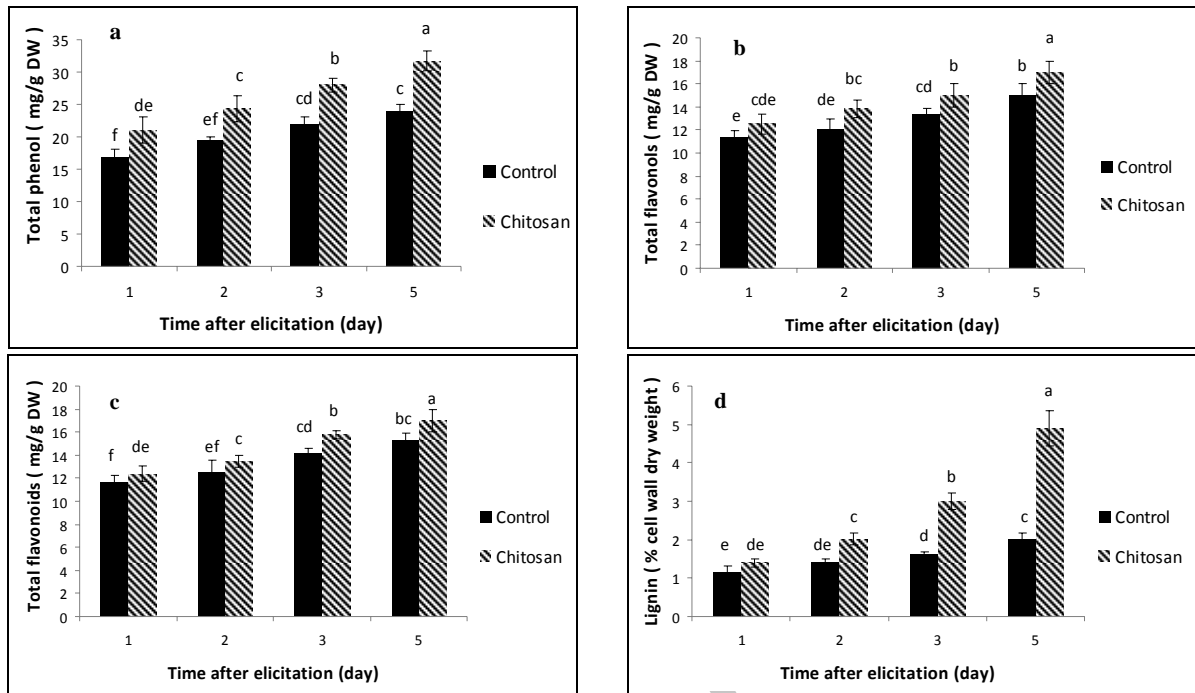 a
Total phenol ( mg/g DW )
35
30
25
20
15
10
5
0
f
de
ef
c
cd
b
c
a
1
2
3
5
Time after elicitation (day)
Control
Chitosan
b
Total flavonols ( mg/g DW )
20
18
16
14
12
10
8
6
4
2
0
e
cde
de
bc
cd
b
b
a
1
2
3
5
Time after elicitation (day)
Control
Chitosan
c
Total flavonoids ( mg/g DW )
20
18
16
14
12
10
8
6
4
2
0
f
de
ef
c
cd
b
bc
a
1
2
3
5
Time after elicitation (day)
Control
Chitosan
d
Lignin ( % cell wall dry weight )
6
5
4
3
2
1
0
e
de
de
c
d
b
c
a
1
2
3
5
Time after elicitation (day)
Control
Chitosan